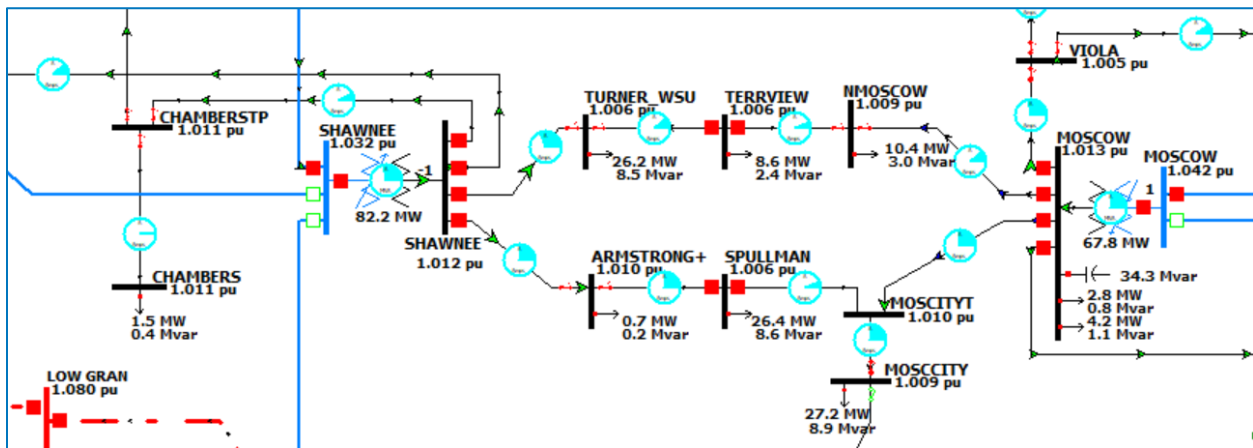 CHAMBERSTP
1.011 pu
CHAMBERS
1.011 pu
1.5 MW
0.4 Mvar
LOW GRAN
1.080 pu
SHAWNEE
1.032 pu
82.2 MW
-1
SHAWNEE
1.012 pu
TURNER_WSU
1.006 pu
26.2 MW
8.5 Mvar
TERRVIEW
1.006 pu
8.6 MW
2.4 Mvar
NMOSCOW
1.009 pu
10.4 MW
3.0 Mvar
ARMSTRONG+
1.010 pu
0.7 MW
0.2 Mvar
SPULLMAN
1.006 pu
26.4 MW
8.6 Mvar
MOSCITYT
1.010 pu
MOSCCITY
1.009 pu
27.2 MW
8.9 Mvar
VIOLA
1.005 pu
MOSCOW
1.013 pu
1
67.8 MW
MOSCOW
1.042 pu
34.3 Mvar
2.8 MW
0.8 Mvar
4.2 MW
1.1 Mvar